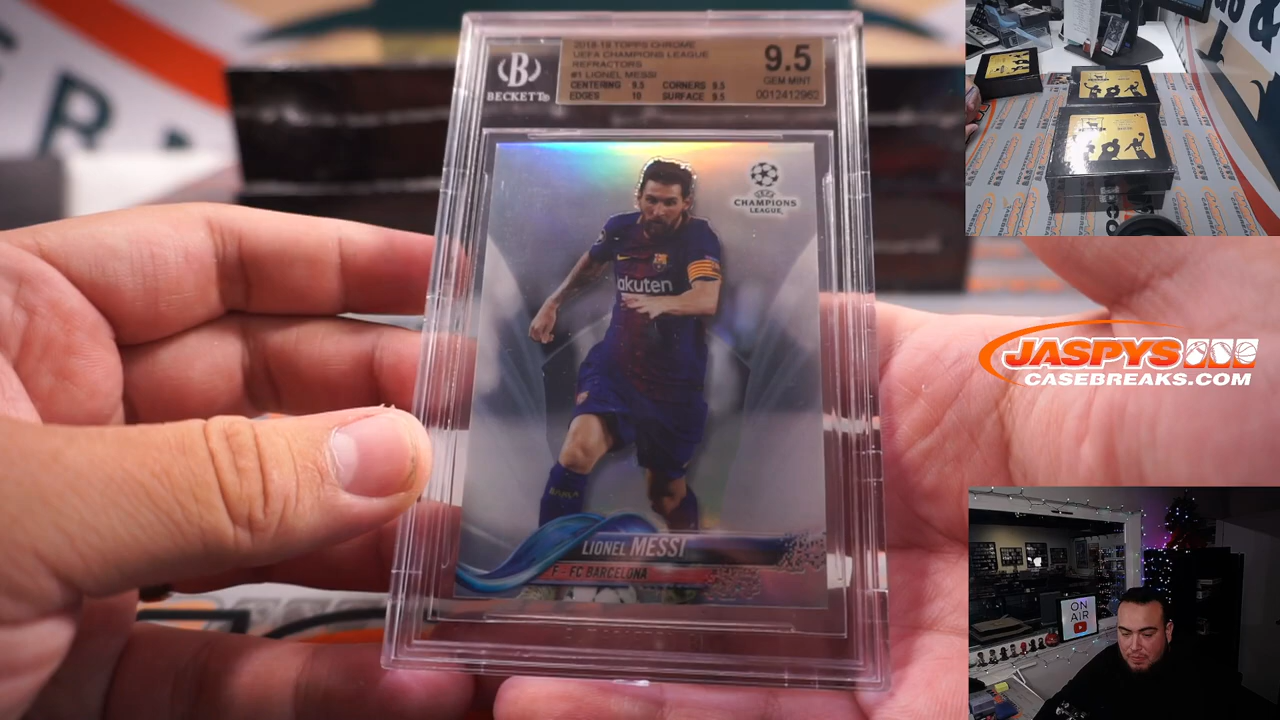 BECKETT
2018-19 TOPPS CHROME
UEFA CHAMPIONS LEAGUE
REFRACTORS
#1 LIONEL MESSI
CENTERING 9.5 CORNERS 9.5
EDGES 10 SURFACE 9.5
9.5
GEM MINT
0012412962
UEFA
CHAMPIONS
LEAGUE
Rakuten
LIONEL MESSI
F - FC BARCELONA
JASPYS
CASEBREAKS.COM
ON
AIR